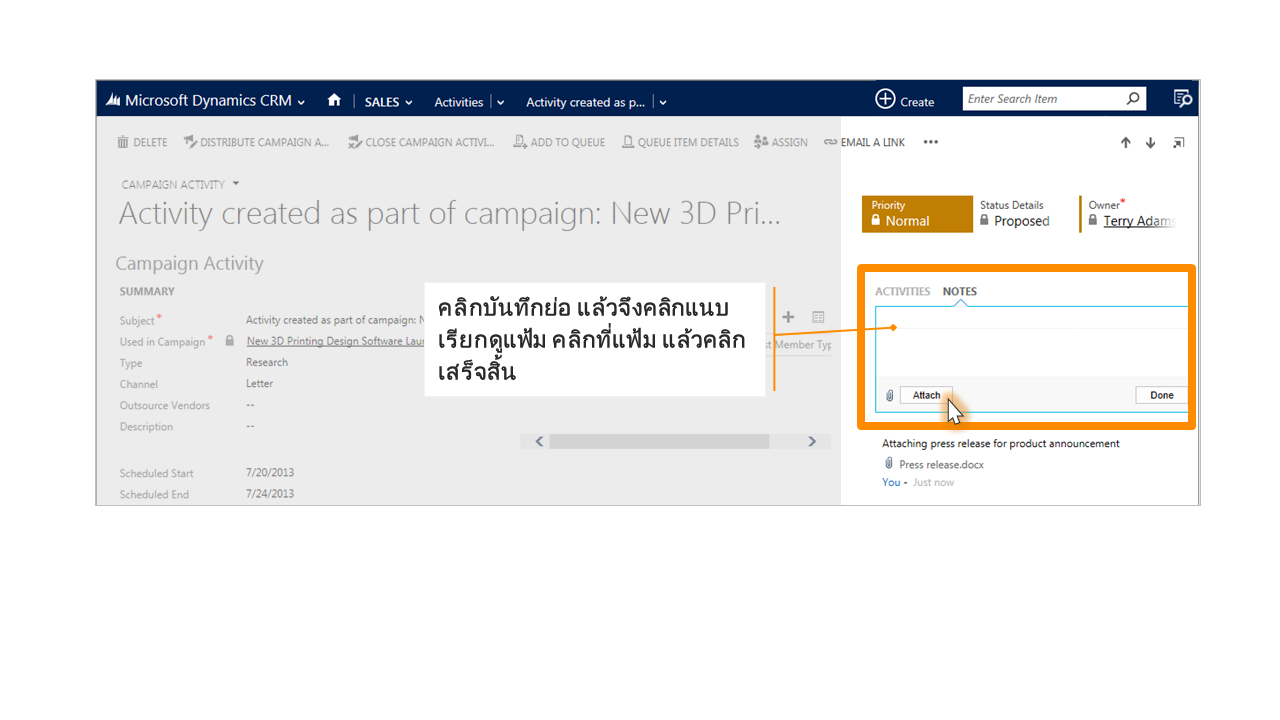 Microsoft Dynamics CRM
SALES
Activities
Activity created as p...
Create
Enter Search Item
DELETE
DISTRIBUTE CAMPAIGN A...
CLOSE CAMPAIGN ACTIVI...
ADD TO QUEUE
QUEUE ITEM DETAILS
ASSIGN
EMAIL A LINK
CAMPAIGN ACTIVITY
Activity created as part of campaign: New 3D Pri...
Priority
Normal
Status Details
Proposed
Owner*
Terry Adams
Campaign Activity
SUMMARY
Subject* Activity created as part of campaign: N
Used in Campaign* New 3D Printing Design Software Lau
Type Research
Channel Letter
Outsource Vendors --
Description --
Scheduled Start 7/20/2013
Scheduled End 7/24/2013
คลิกบันทึกย่อ แล้วจึงคลิกแนบ
เรียกดูแฟ้ม คลิกที่แฟ้ม แล้วคลิก
เสร็จสิ้น
st Member Typ
ACTIVITIES NOTES
Attach
Done
Attaching press release for product announcement
Press release.docx
You - Just now